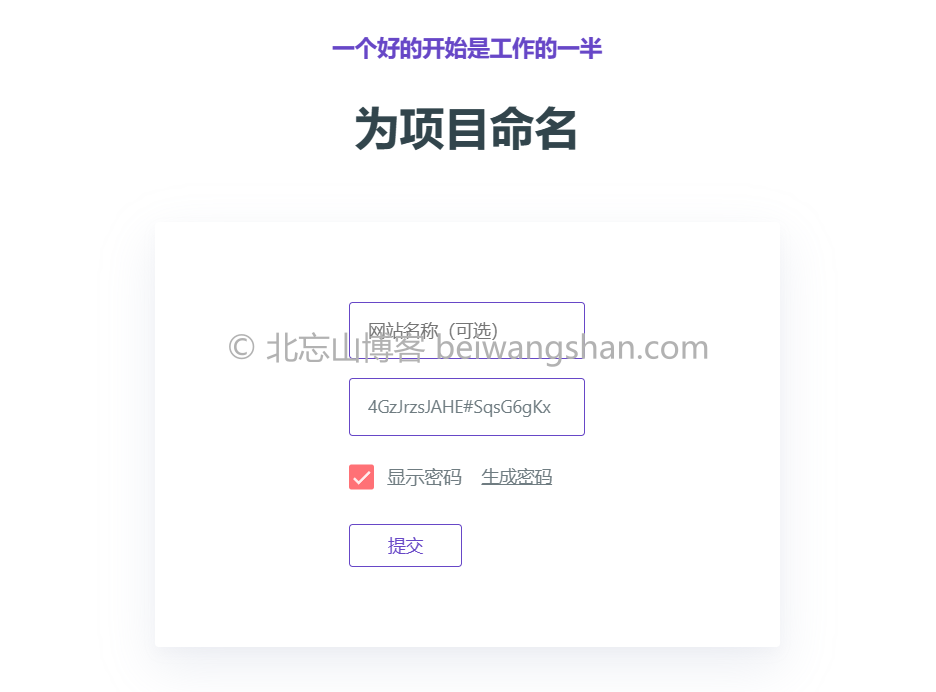 一个好的开始是工作的一半
为项目命名
网站名称（可选）
© 北忘山博客 beiwangshan.com
4GzJrzsJAHE#SqsG6gKx
显示密码 生成密码
提交